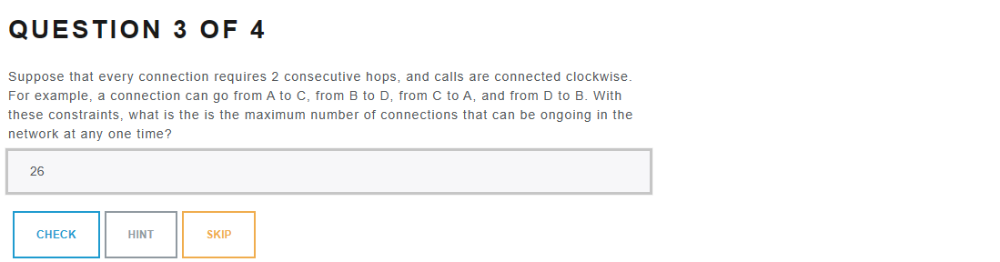 QUESTION 3 OF 4
Suppose that every connection requires 2 consecutive hops, and calls are connected clockwise.
For example, a connection can go from A to C, from B to D, from C to A, and from D to B. With
these constraints, what is the is the maximum number of connections that can be ongoing in the
network at any one time?
26
CHECK HINT SKIP